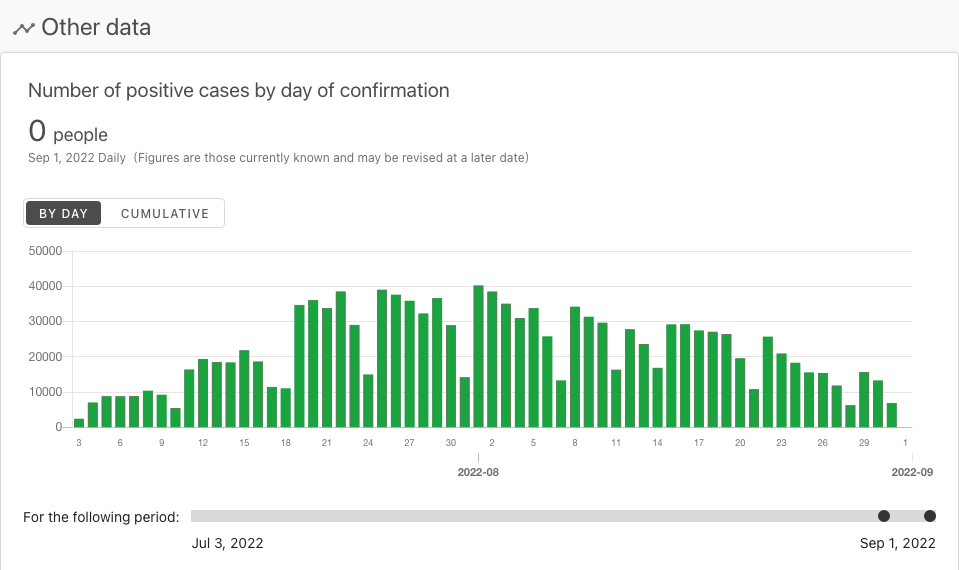 Other data
Number of positive cases by day of confirmation
0 people
Sep 1, 2022 Daily (Figures are those currently known and may be revised at a later date)
BY DAY CUMULATIVE
50000
40000
30000
20000
10000
0
3 6 9 12 15 18 21 24 27 30 2 5 8 11 14 17 20 23 26 29 1
2022-08 2022-09
For the following period:
Jul 3, 2022 Sep 1, 2022